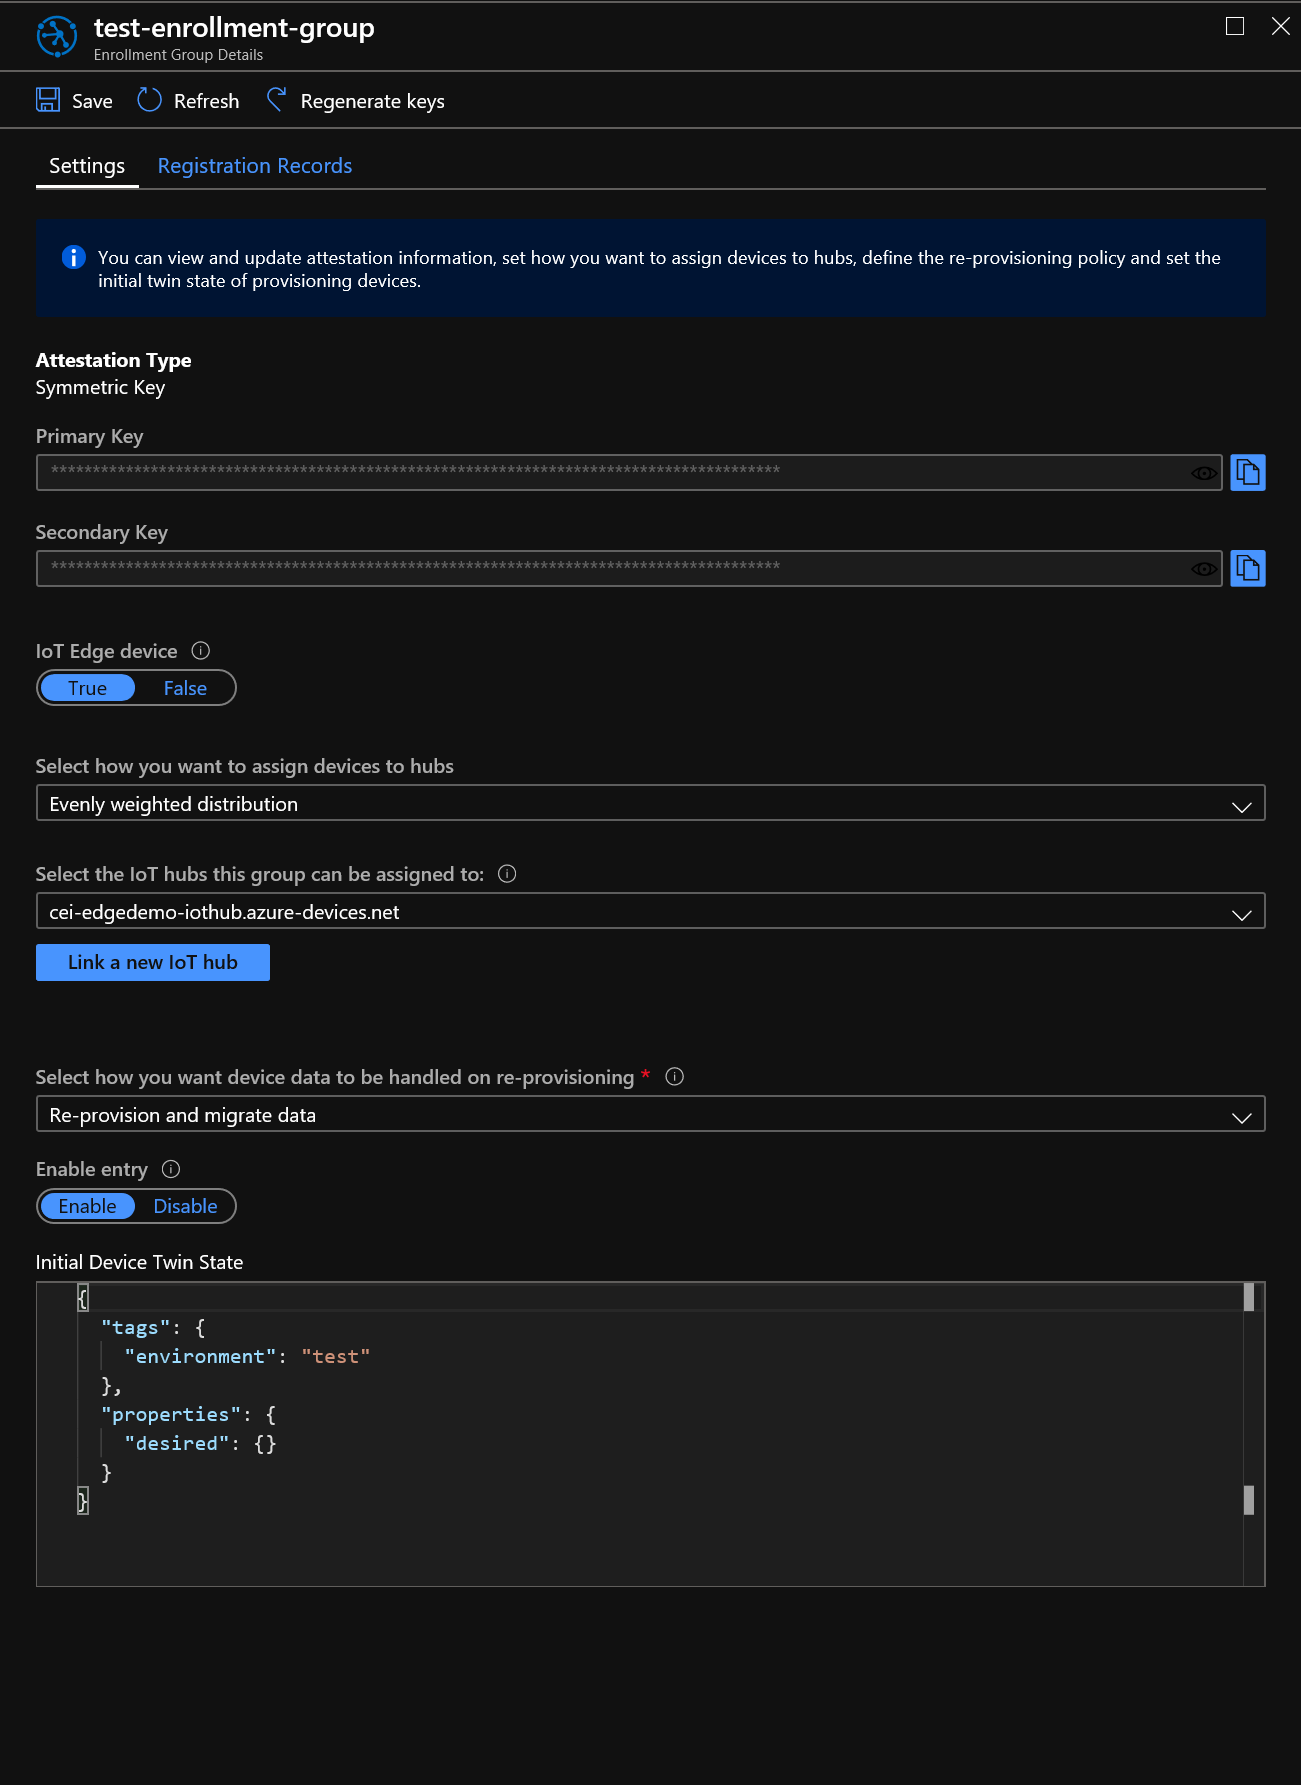 test-enrollment-group
Enrollment Group Details
Save Refresh Regenerate keys
Settings Registration Records
You can view and update attestation information, set how you want to assign devices to hubs, define the re-provisioning policy and set the
initial twin state of provisioning devices.
Attestation Type
Symmetric Key
Primary Key
****************************************************************************************
Secondary Key
****************************************************************************************
IoT Edge device
True False
Select how you want to assign devices to hubs
Evenly weighted distribution
Select the IoT hubs this group can be assigned to:
cei-edgedemo-iothub.azure-devices.net
Link a new IoT hub
Select how you want device data to be handled on re-provisioning *
Re-provision and migrate data
Enable entry
Enable Disable
Initial Device Twin State
{
"tags": {
"environment": "test"
},
"properties": {
"desired": {}
}
}